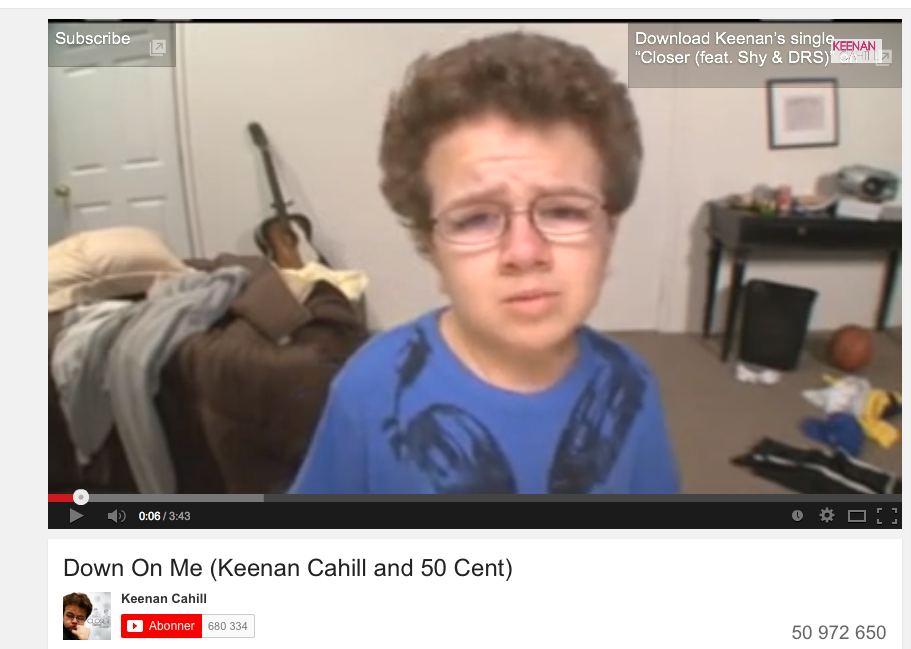 Subscribe
Download Keenan's single
"Closer (feat. Shy & DRS)"
KEENAN
CAHILL
0:06 / 3:43
Down On Me (Keenan Cahill and 50 Cent)
Keenan Cahill
Abonner 680 334
50 972 650